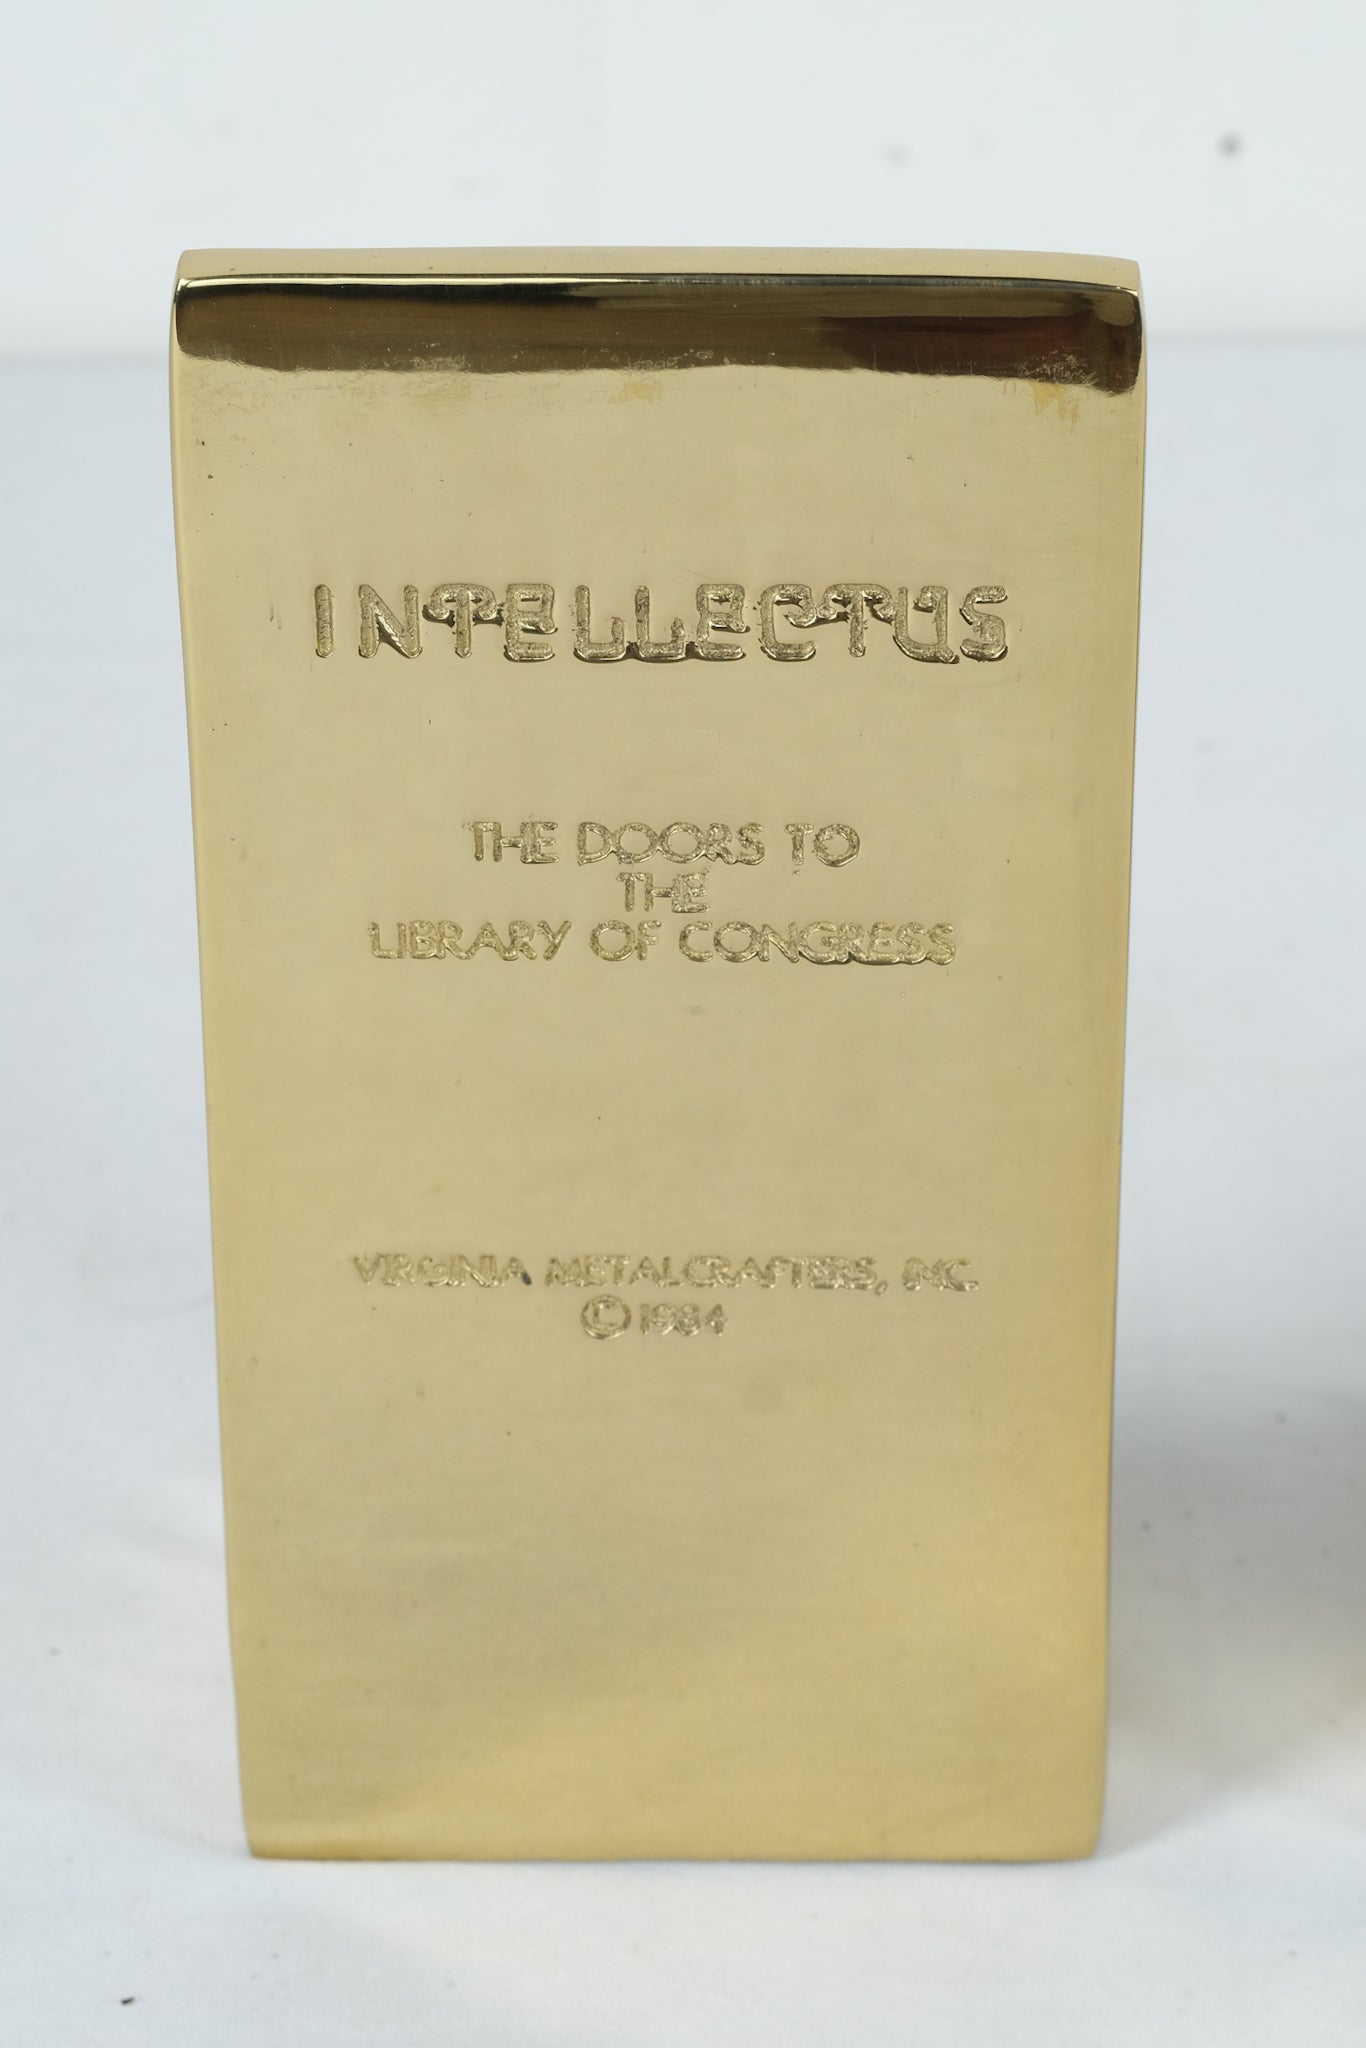 INTELLECTUS
THE DOORS TO
THE
LIBRARY OF CONGRESS
VIRGINIA METALCRAFTERS, INC.
© 1984